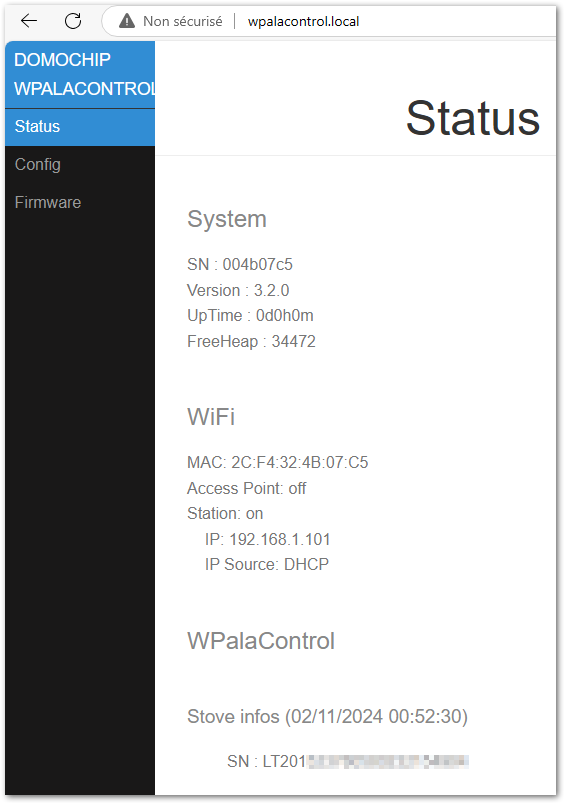 Non sécurisé wpalacontrol.local
DOMOCHIP
WPALACONTROL
Status
Config
Firmware
Status
System
SN : 004b07c5
Version : 3.2.0
UpTime : 0d0h0m
FreeHeap : 34472
WiFi
MAC: 2C:F4:32:4B:07:C5
Access Point: off
Station: on
IP: 192.168.1.101
IP Source: DHCP
WPalaControl
Stove infos (02/11/2024 00:52:30)
SN : LT201